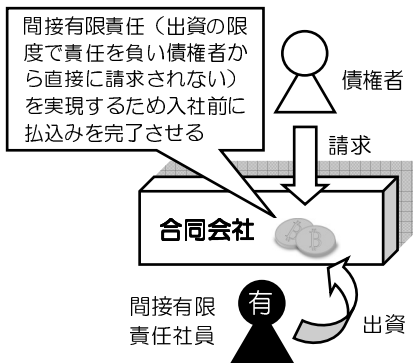 間接有限責任（出資の限
度で責任を負い債権者か
ら直接に請求されない）
を実現するため入社前に
払込みを完了させる
債権者
請求
合同会社
有
間接有限
責任社員
出資